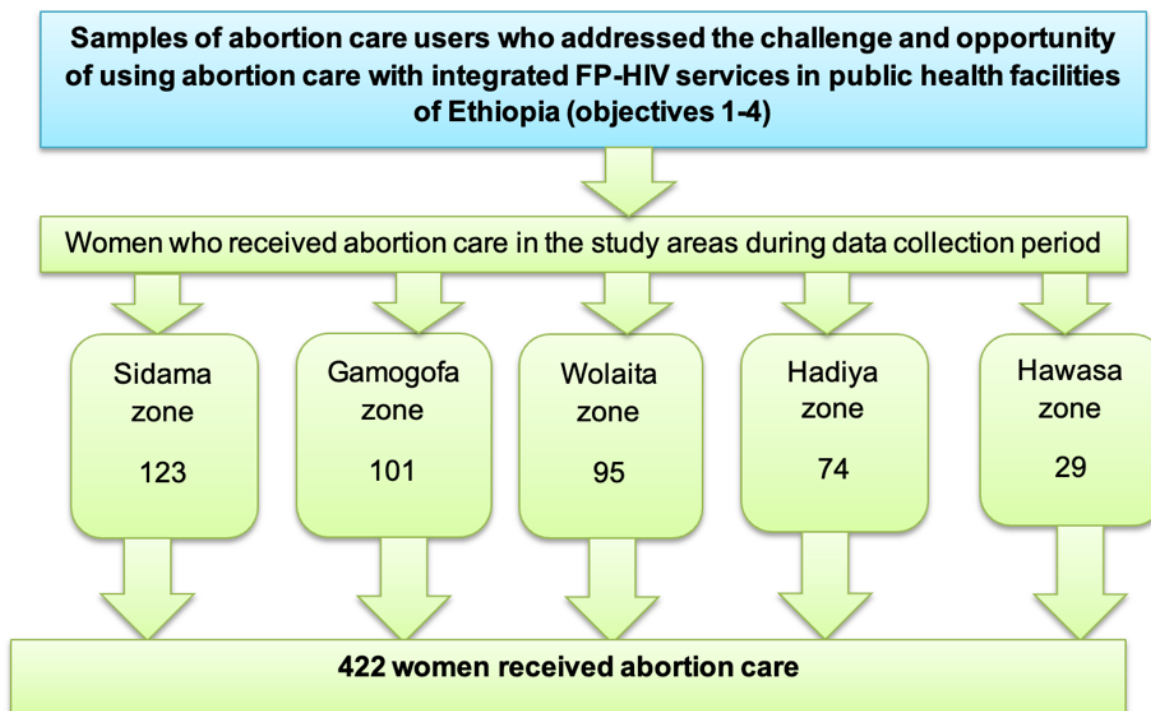 Samples of abortion care users who addressed the challenge and opportunity
of using abortion care with integrated FP-HIV services in public health facilities
of Ethiopia (objectives 1-4)
Women who received abortion care in the study areas during data collection period
Sidama
zone
123
Gamogofa
zone
101
Wolaita
zone
95
Hadiya
zone
74
Hawasa
zone
29
422 women received abortion care